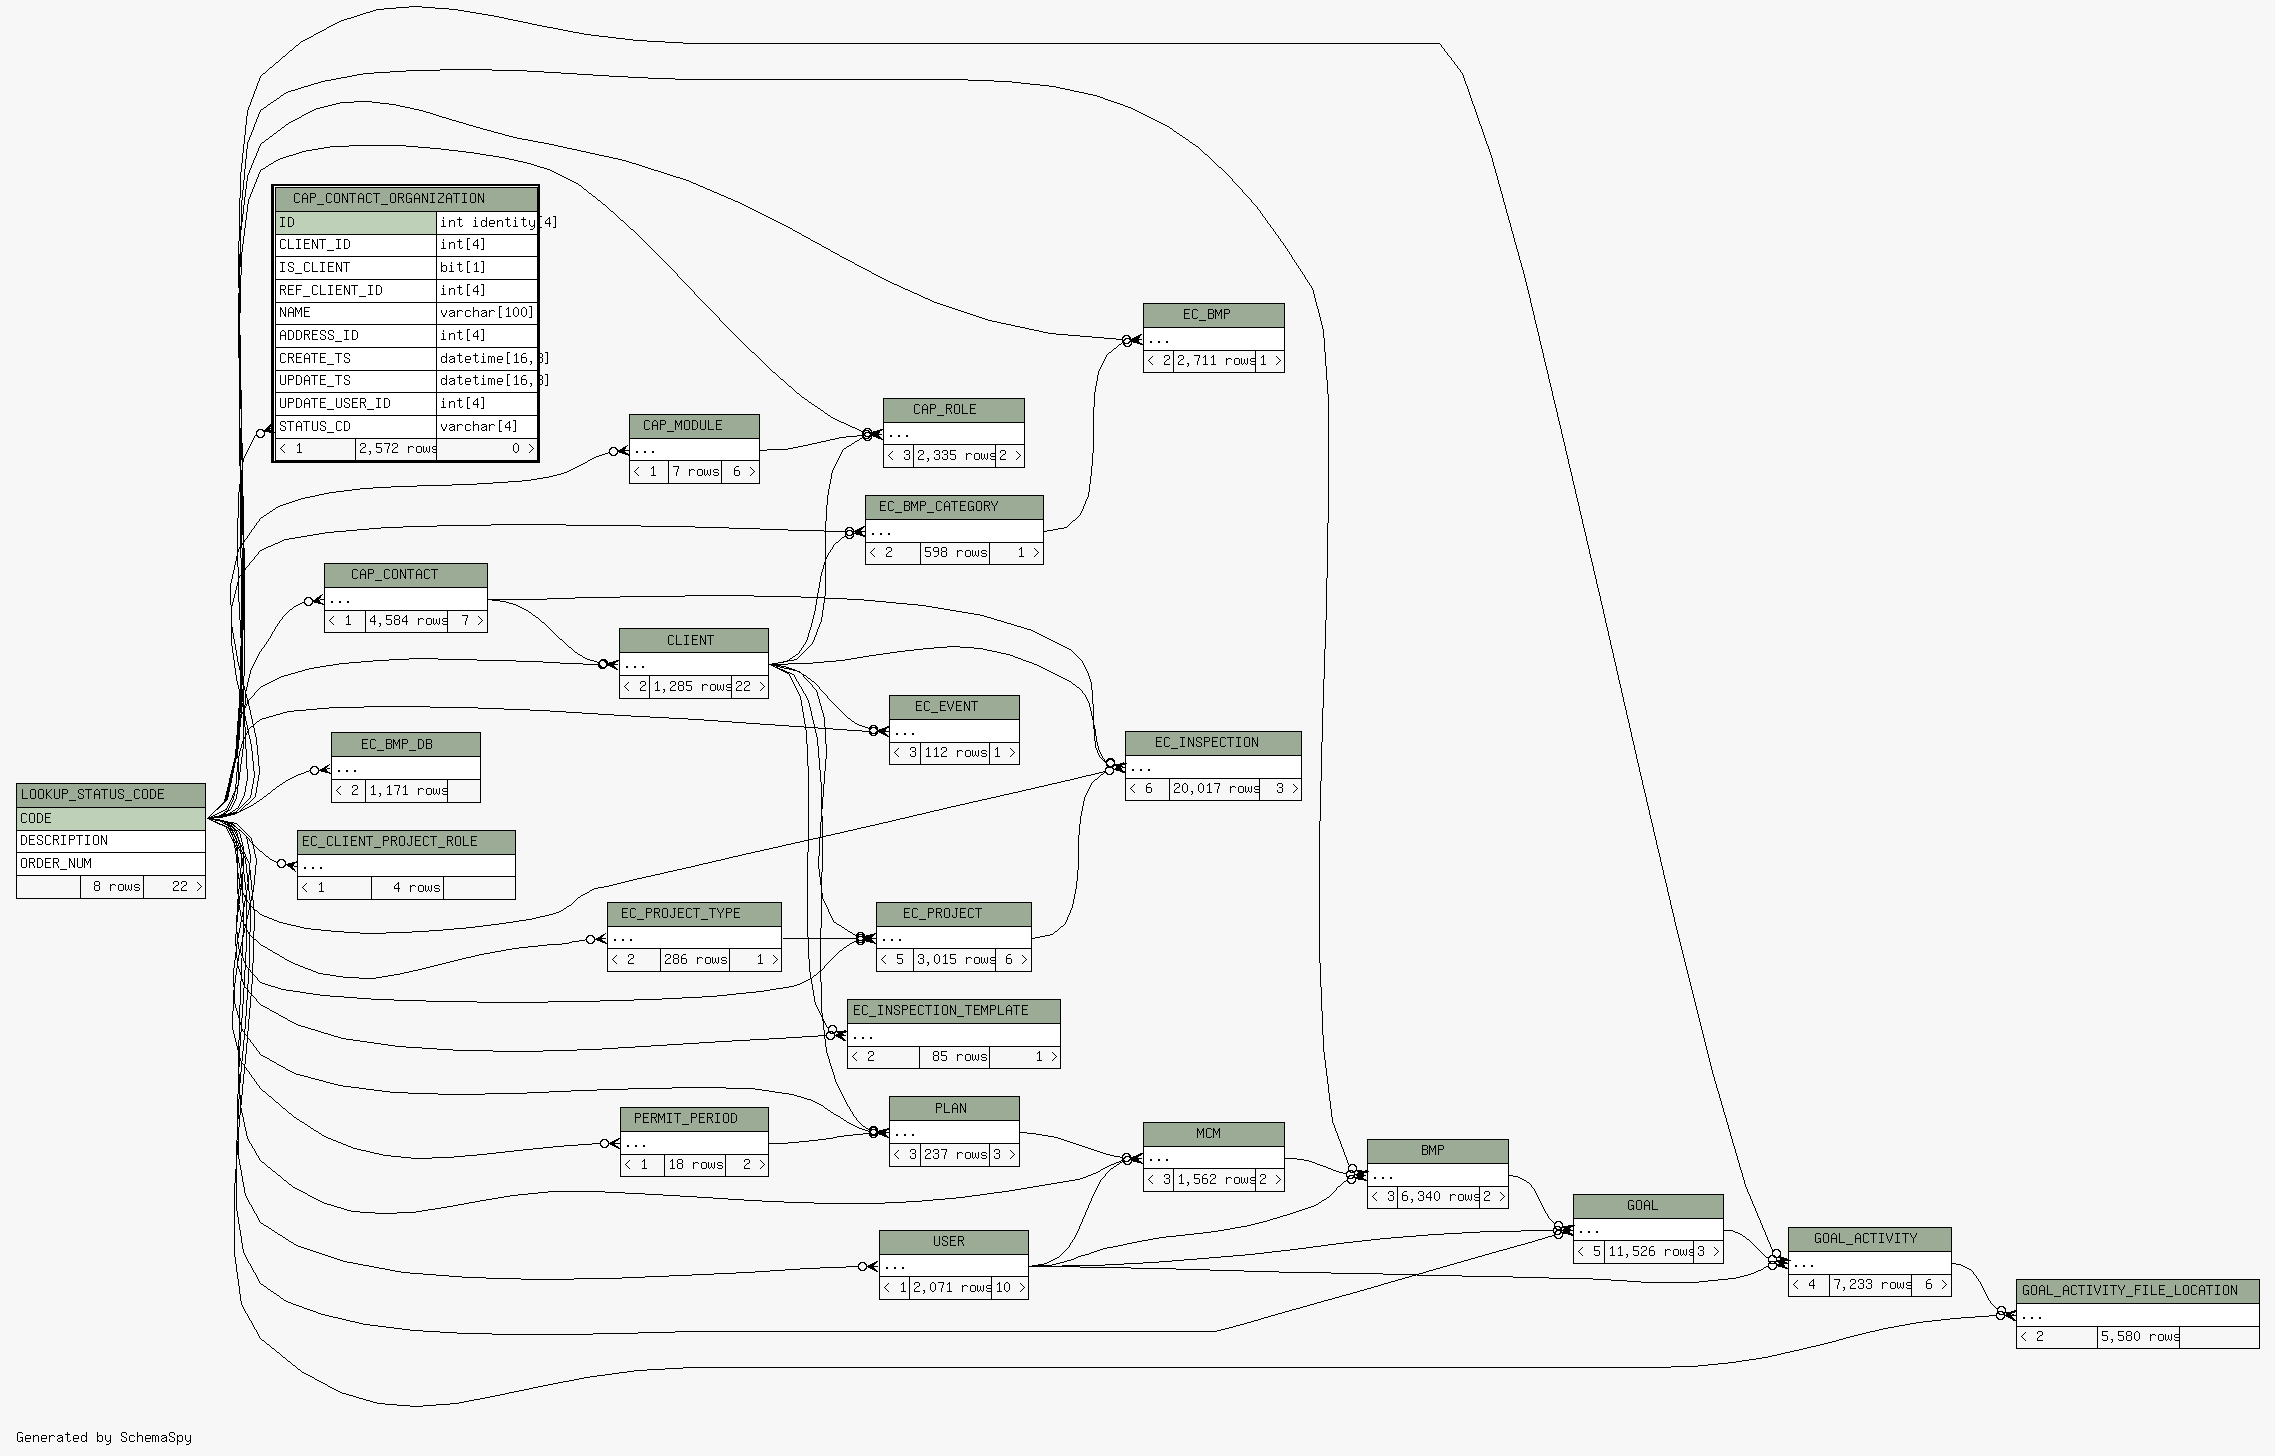 CAP_CONTACT_ORGANIZATION
ID int identity[4]
CLIENT_ID int[4]
IS_CLIENT bit[1]
REF_CLIENT_ID int[4]
NAME varchar[100]
ADDRESS_ID int[4]
CREATE_TS datetime[16,3]
UPDATE_TS datetime[16,3]
UPDATE_USER_ID int[4]
STATUS_CD varchar[4]
< 1 2,572 rows 0 >
EC_BMP
...
< 2 2,711 rows 1 >
CAP_MODULE
...
< 1 7 rows 6 >
CAP_ROLE
...
< 3 2,335 rows 2 >
EC_BMP_CATEGORY
...
< 2 598 rows 1 >
CAP_CONTACT
...
< 1 4,584 rows 7 >
CLIENT
...
< 2 1,285 rows 22 >
EC_EVENT
...
< 3 112 rows 1 >
EC_BMP_DB
...
< 2 1,171 rows
EC_INSPECTION
...
< 6 20,017 rows 3 >
LOOKUP_STATUS_CODE
CODE
DESCRIPTION
ORDER_NUM
8 rows 22 >
EC_CLIENT_PROJECT_ROLE
...
< 1 4 rows
EC_PROJECT_TYPE
...
< 2 286 rows 1 >
EC_PROJECT
...
< 5 3,015 rows 6 >
EC_INSPECTION_TEMPLATE
...
< 2 85 rows 1 >
PERMIT_PERIOD
...
< 1 18 rows 2 >
PLAN
...
< 3 237 rows 3 >
MCM
...
< 3 1,562 rows 2 >
BMP
...
< 3 6,340 rows 2 >
USER
...
< 1 2,071 rows 10 >
GOAL
...
< 5 11,526 rows 3 >
GOAL_ACTIVITY
...
< 4 7,233 rows 6 >
GOAL_ACTIVITY_FILE_LOCATION
...
< 2 5,580 rows
Generated by SchemaSpy